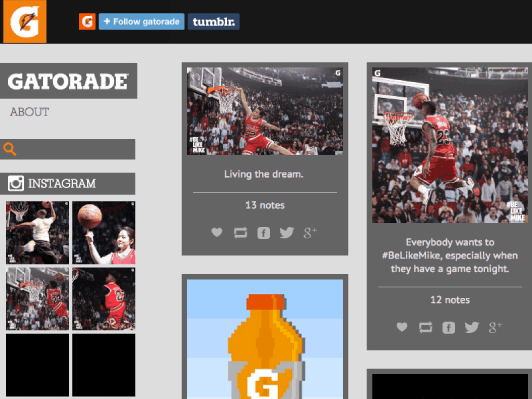 G
G
+ Follow gatorade
tumblr.
GATORADE
ABOUT
INSTAGRAM
#BE
LIKE
MIKE
Living the dream.
13 notes
G
#BE
LIKE
MIKE
Everybody wants to
#BeLikeMike, especially when
they have a game tonight.
12 notes
G